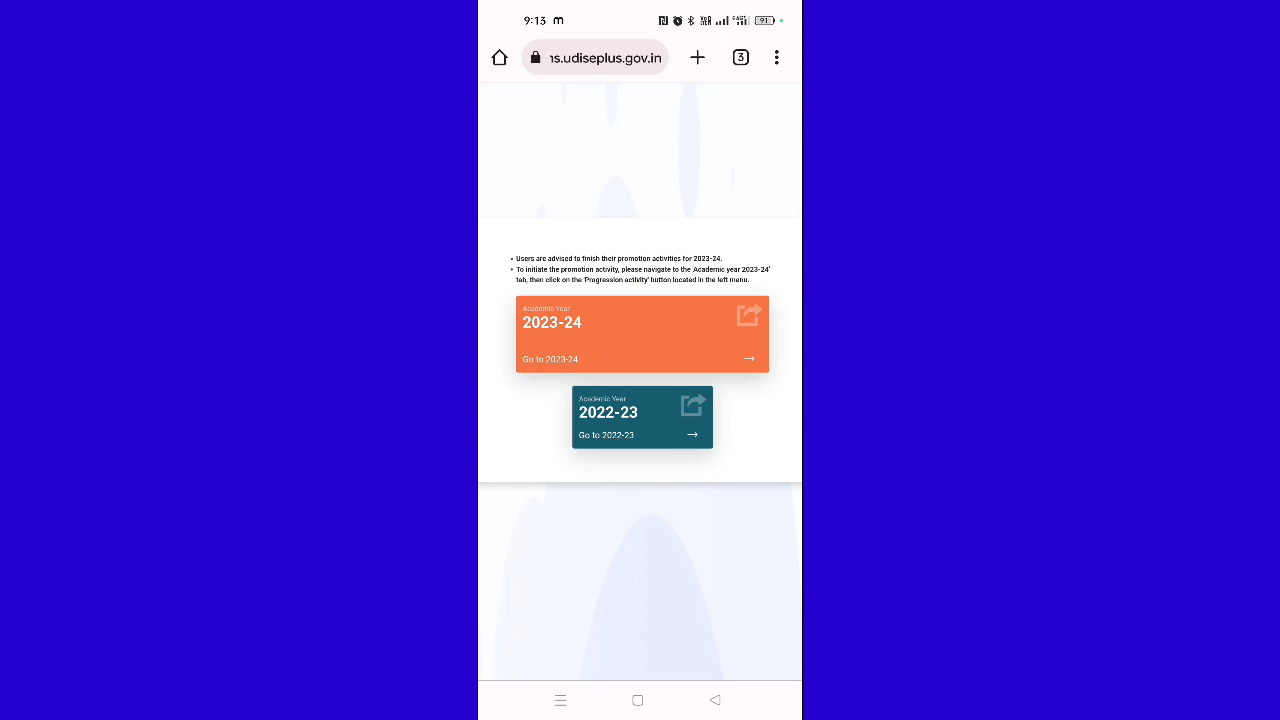 9:13 m
91
ns.udiseplus.gov.in
3
• Users are advised to finish their promotion activities for 2023-24.
• To initiate the promotion activity, please navigate to the 'Academic year 2023-24'
tab, then click on the 'Progression activity' button located in the left menu.
Academic Year
2023-24
Go to 2023-24
Academic Year
2022-23
Go to 2022-23